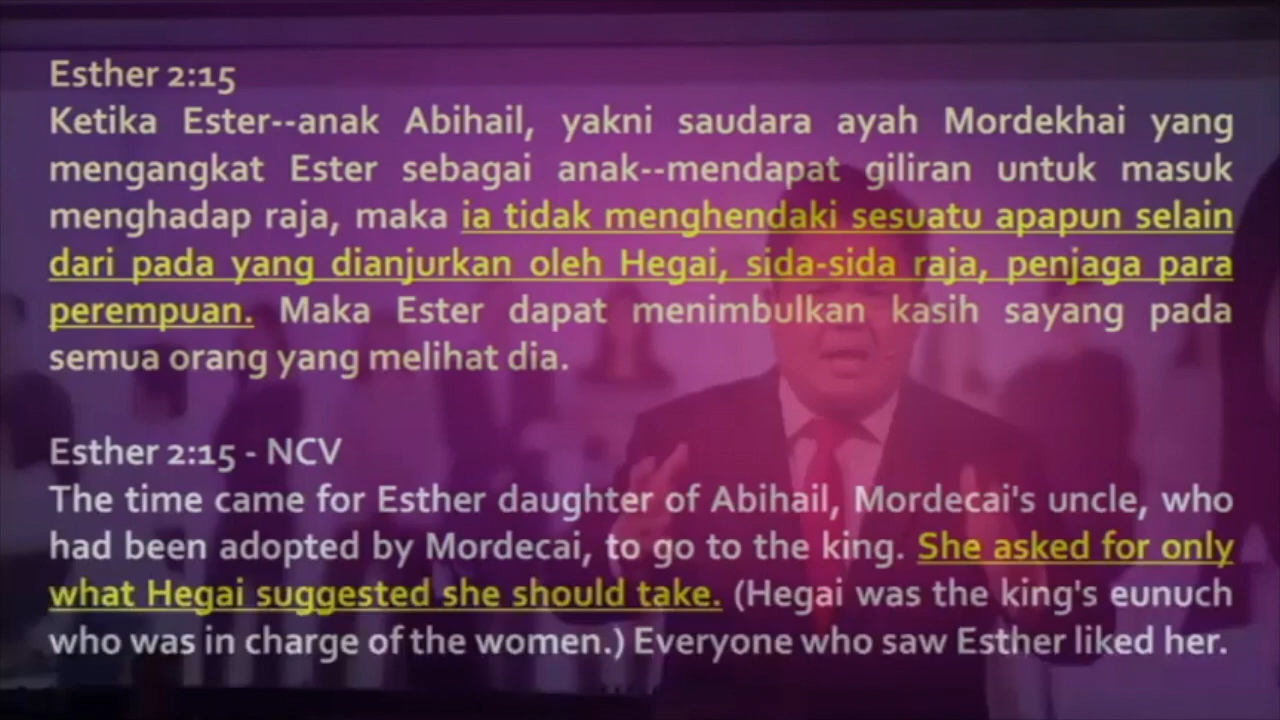 Esther 2:15
Ketika Ester--anak Abihail, yakni saudara ayah Mordekhai yang
mengangkat Ester sebagai anak--mendapat giliran untuk masuk
menghadap raja, maka ia tidak menghendaki sesuatu apapun selain
dari pada yang dianjurkan oleh Hegai, sida-sida raja, penjaga para
perempuan. Maka Ester dapat menimbulkan kasih sayang pada
semua orang yang melihat dia.
Esther 2:15 - NCV
The time came for Esther daughter of Abihail, Mordecai's uncle, who
had been adopted by Mordecai, to go to the king. She asked for only
what Hegai suggested she should take. (Hegai was the king's eunuch
who was in charge of the women.) Everyone who saw Esther liked her.